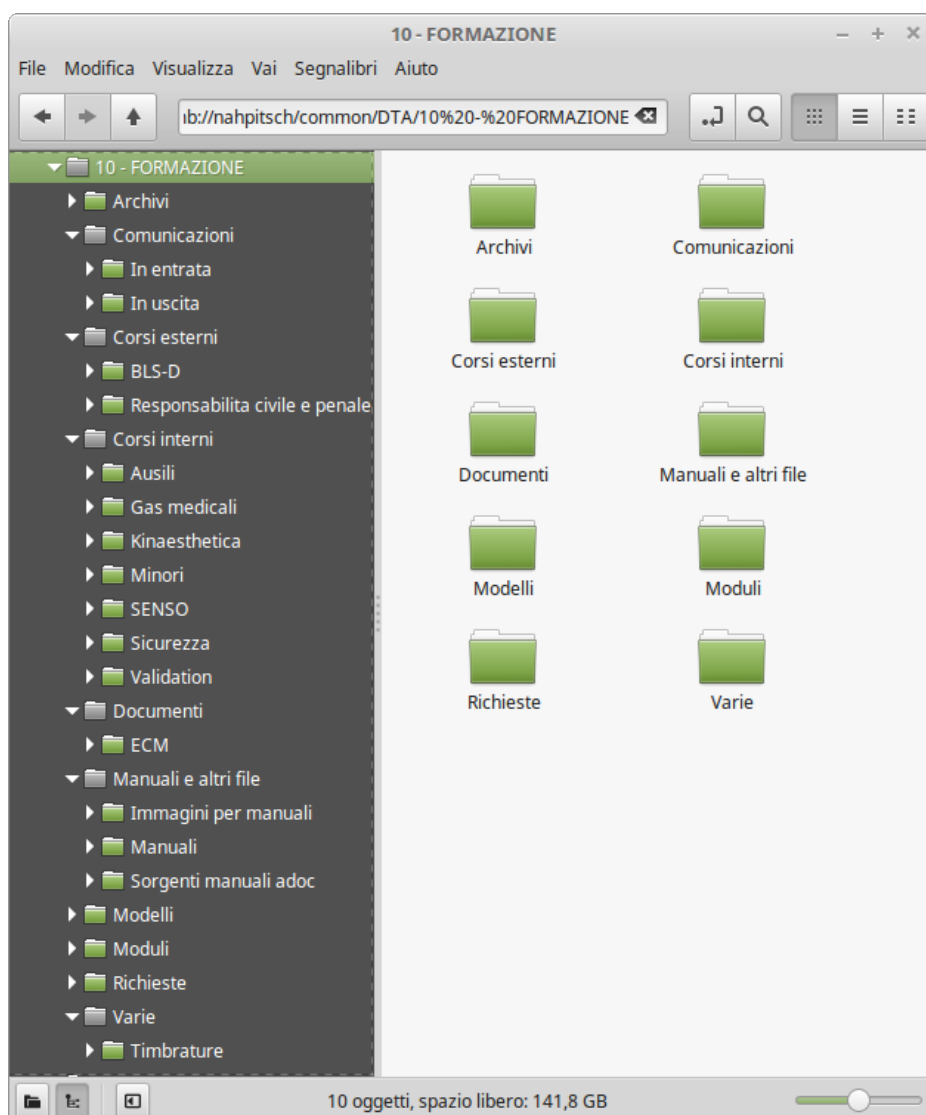 10 - FORMAZIONE
File Modifica Visualizza Vai Segnalibri Aiuto
ıb://nahpitsch/common/DTA/10%20-%20FORMAZIONE
10 - FORMAZIONE
Archivi
Comunicazioni
In entrata
In uscita
Corsi esterni
BLS-D
Responsabilita civile e penale
Corsi interni
Ausili
Gas medicali
Kinaesthetica
Minori
SENSO
Sicurezza
Validation
Documenti
ECM
Manuali e altri file
Immagini per manuali
Manuali
Sorgenti manuali adoc
Modelli
Moduli
Richieste
Varie
Timbrature
Archivi Comunicazioni
Corsi esterni Corsi interni
Documenti Manuali e altri file
Modelli Moduli
Richieste Varie
10 oggetti, spazio libero: 141,8 GB